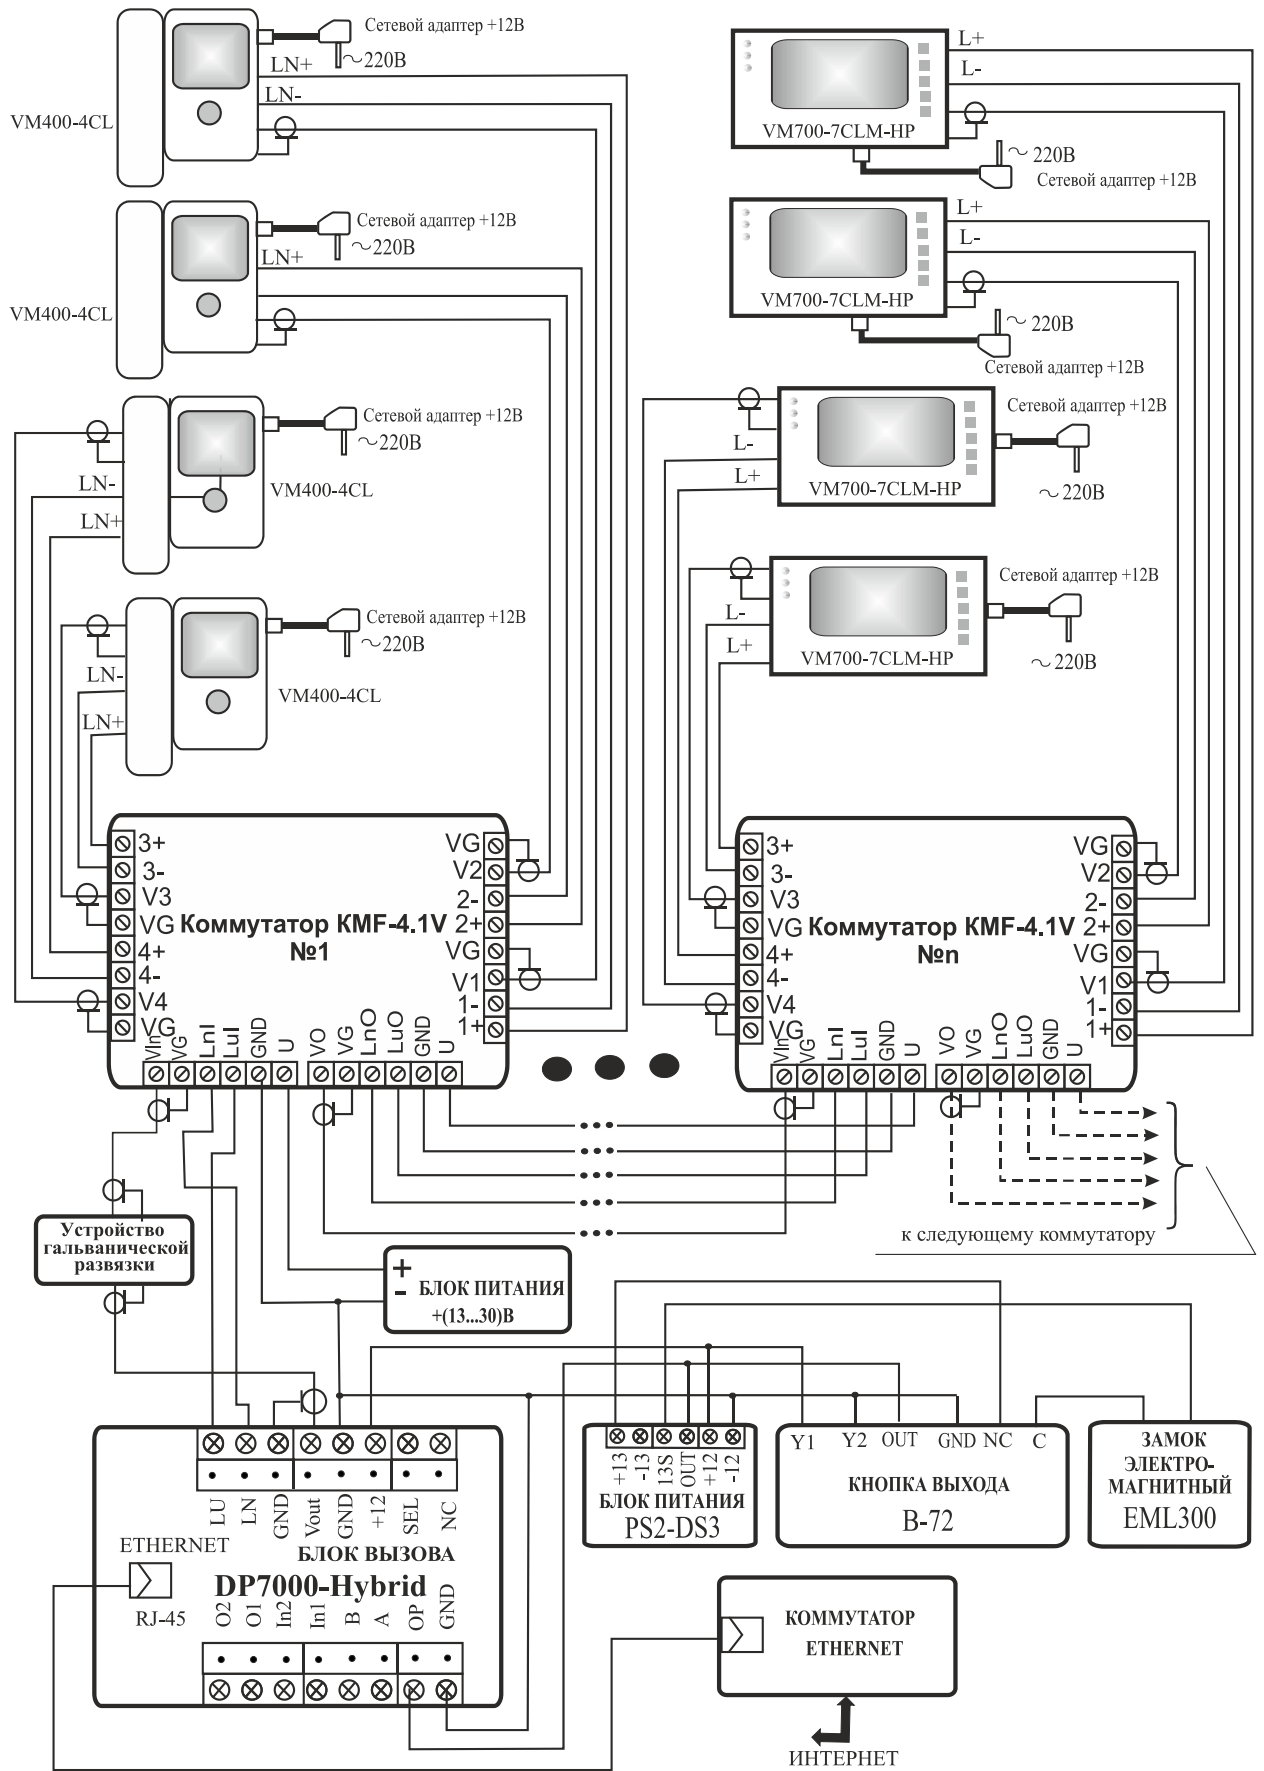 Сетевой адаптер +12В
～220В
LN+
LN-
VM400-4CL
Сетевой адаптер +12В
～220В
LN+
VM400-4CL
Сетевой адаптер +12В
～220В
LN-
VM400-4CL
LN+
Сетевой адаптер +12В
～220В
LN-
VM400-4CL
LN+
L+
L-
VM700-7CLM-HP
～220В
Сетевой адаптер +12В
L+
L-
VM700-7CLM-HP
～220В
Сетевой адаптер +12В
Сетевой адаптер +12В
L-
L+
VM700-7CLM-HP
～220В
Сетевой адаптер +12В
L-
L+
VM700-7CLM-HP
～220В
3+
3-
V3
VG
4+
4-
V4
VG
Коммутатор KMF-4.1V
№1
VG
V2
2-
2+
VG
V1
1-
1+
VIn
VG
LnI
LuI
GND
U
VO
VG
LnO
LuO
GND
U
3+
3-
V3
VG
4+
4-
V4
VG
Коммутатор KMF-4.1V
№n
VG
V2
2-
2+
VG
V1
1-
1+
VIn
VG
LnI
LuI
GND
U
VO
VG
LnO
LuO
GND
U
к следующему коммутатору
Устройство
гальванической
развязки
+
-
БЛОК ПИТАНИЯ
+(13...30)В
LU
LN
GND
Vout
GND
+12
SEL
NC
ETHERNET
RJ-45
БЛОК ВЫЗОВА
DP7000-Hybrid
O2
O1
In2
In1
B
A
OP
GND
+13
-13
13S
OUT
+12
-12
БЛОК ПИТАНИЯ
PS2-DS3
Y1
Y2
OUT
GND
NC
C
КНОПКА ВЫХОДА
B-72
ЗАМОК
ЭЛЕКТРО-
МАГНИТНЫЙ
EML300
КОММУТАТОР
ETHERNET
ИНТЕРНЕТ